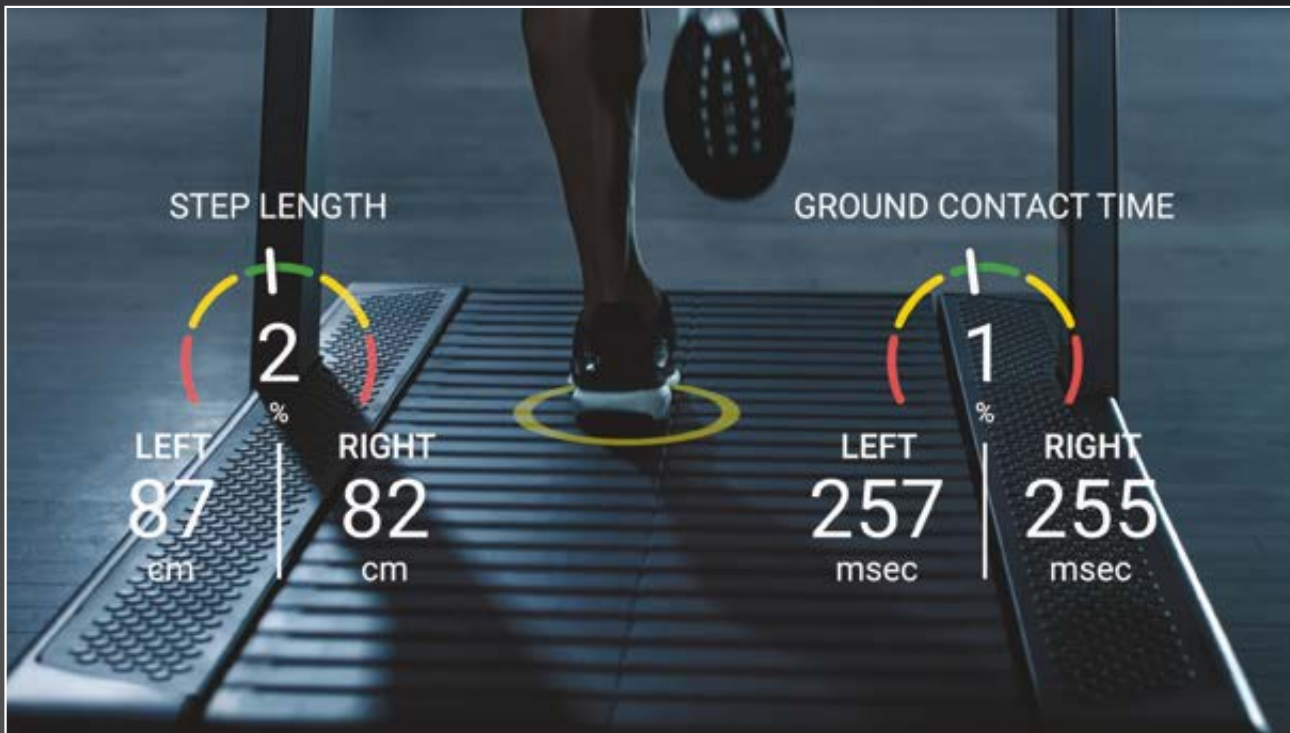 STEP LENGTH
2
%
LEFT
RIGHT
87
82
cm
cm
GROUND CONTACT TIME
1
%
LEFT
RIGHT
257
255
msec
msec